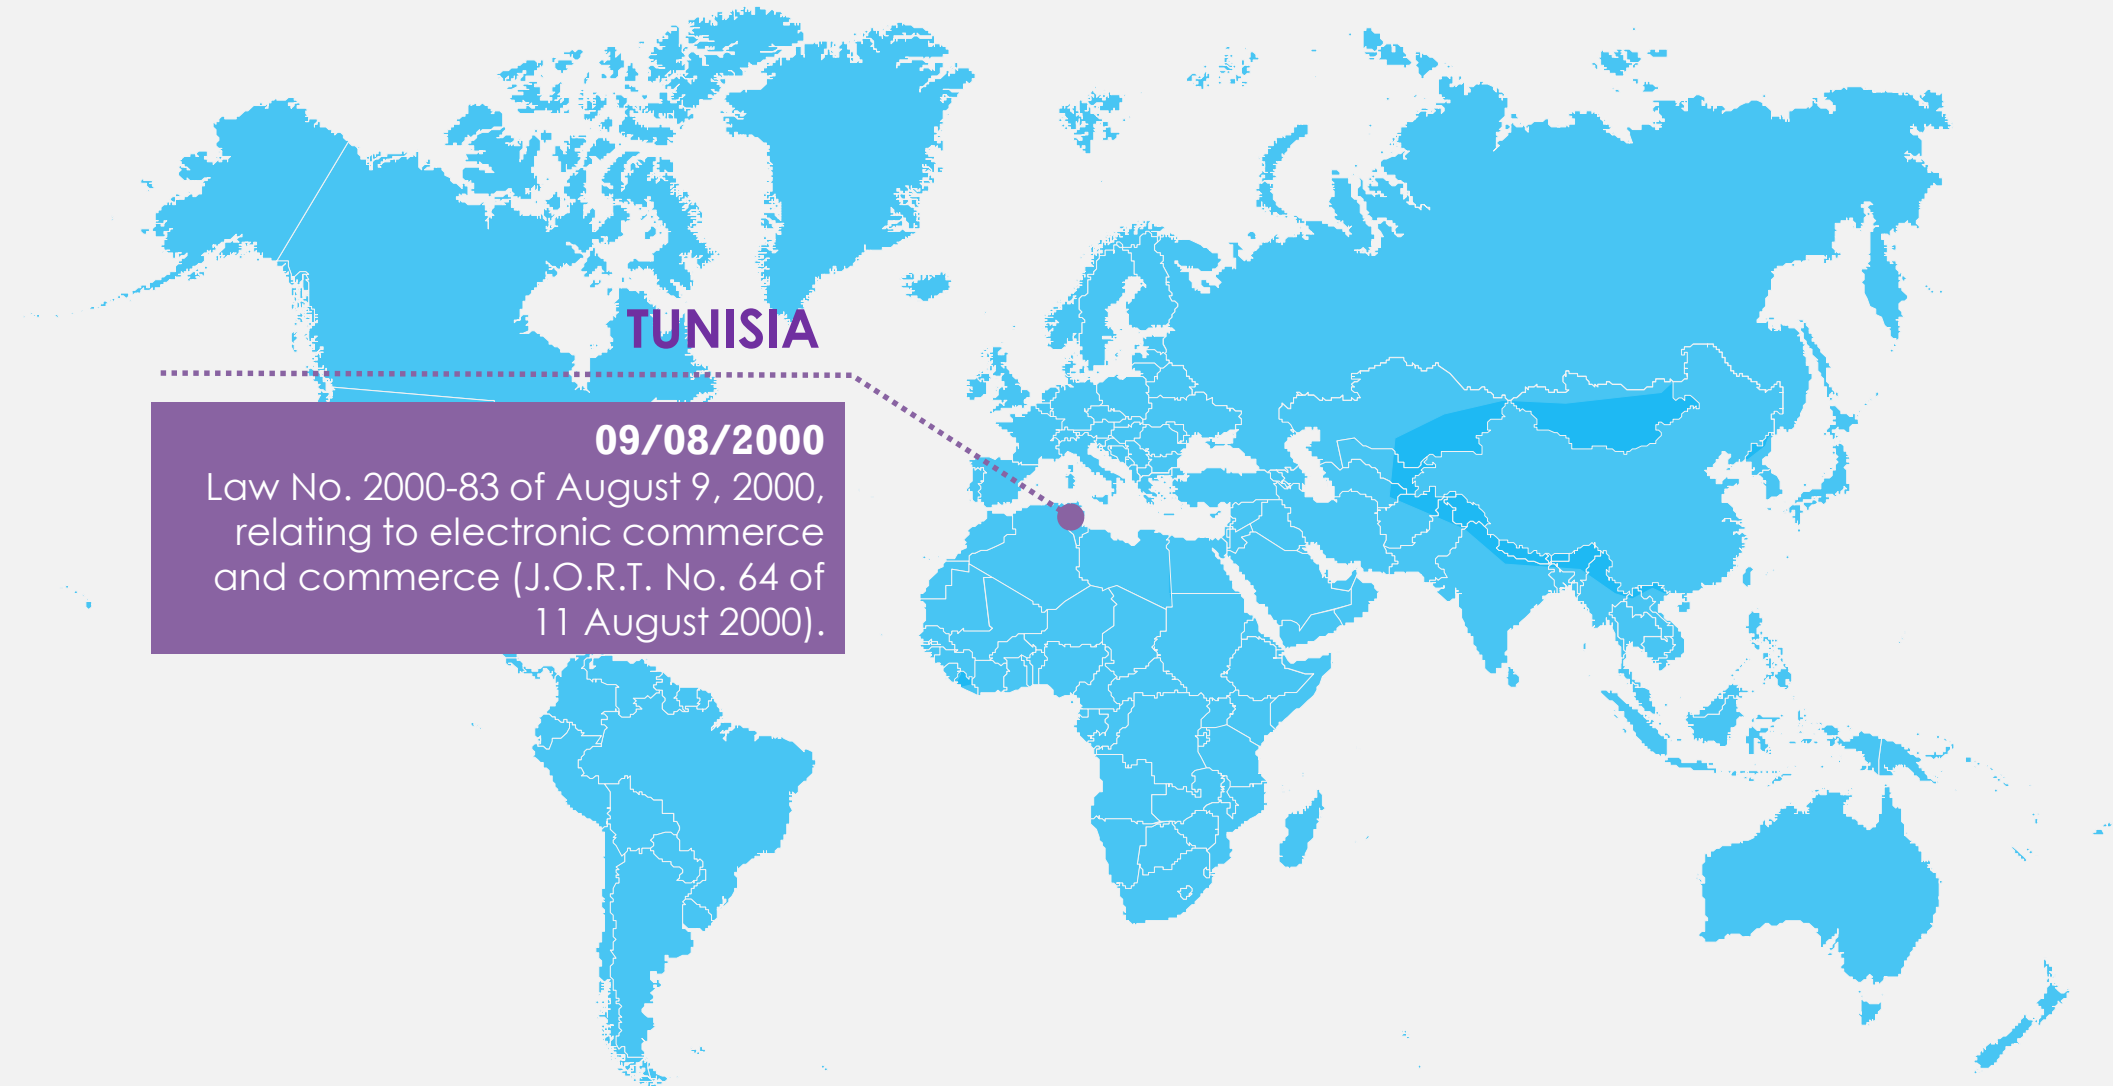 TUNISIA
09/08/2000
Law No. 2000-83 of August 9, 2000,
relating to electronic commerce
and commerce (J.O.R.T. No. 64 of
11 August 2000).